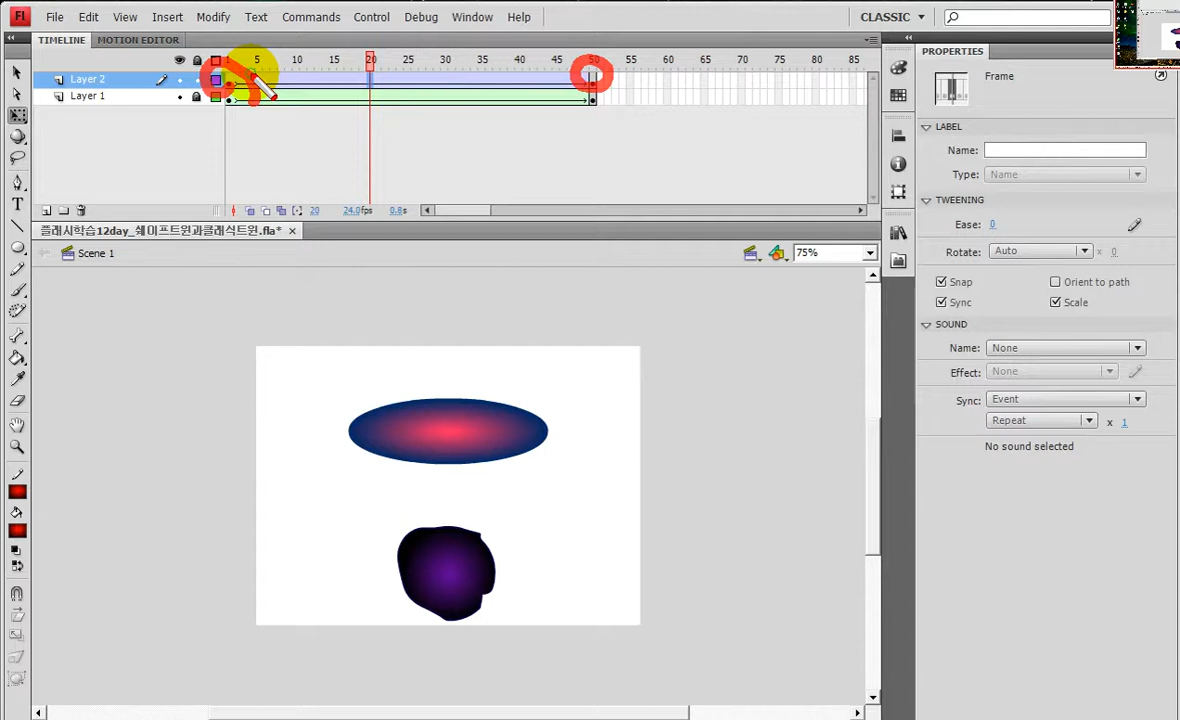 Fl File Edit View Insert Modify Text Commands Control Debug Window Help CLASSIC
TIMELINE MOTION EDITOR
1 5 10 15 20 25 30 35 40 45 50 55 60 65 70 75 80 85
Layer 2
Layer 1
20 24.0fps 0.8s
플래시학습12day_쉐이프트윈과클래식트윈.fla*
Scene 1 75%
PROPERTIES
Frame
LABEL
Name:
Type: Name
TWEENING
Ease: 0
Rotate: Auto x 0
Snap Orient to path
Sync Scale
SOUND
Name: None
Effect: None
Sync: Event
Repeat x 1
No sound selected
T